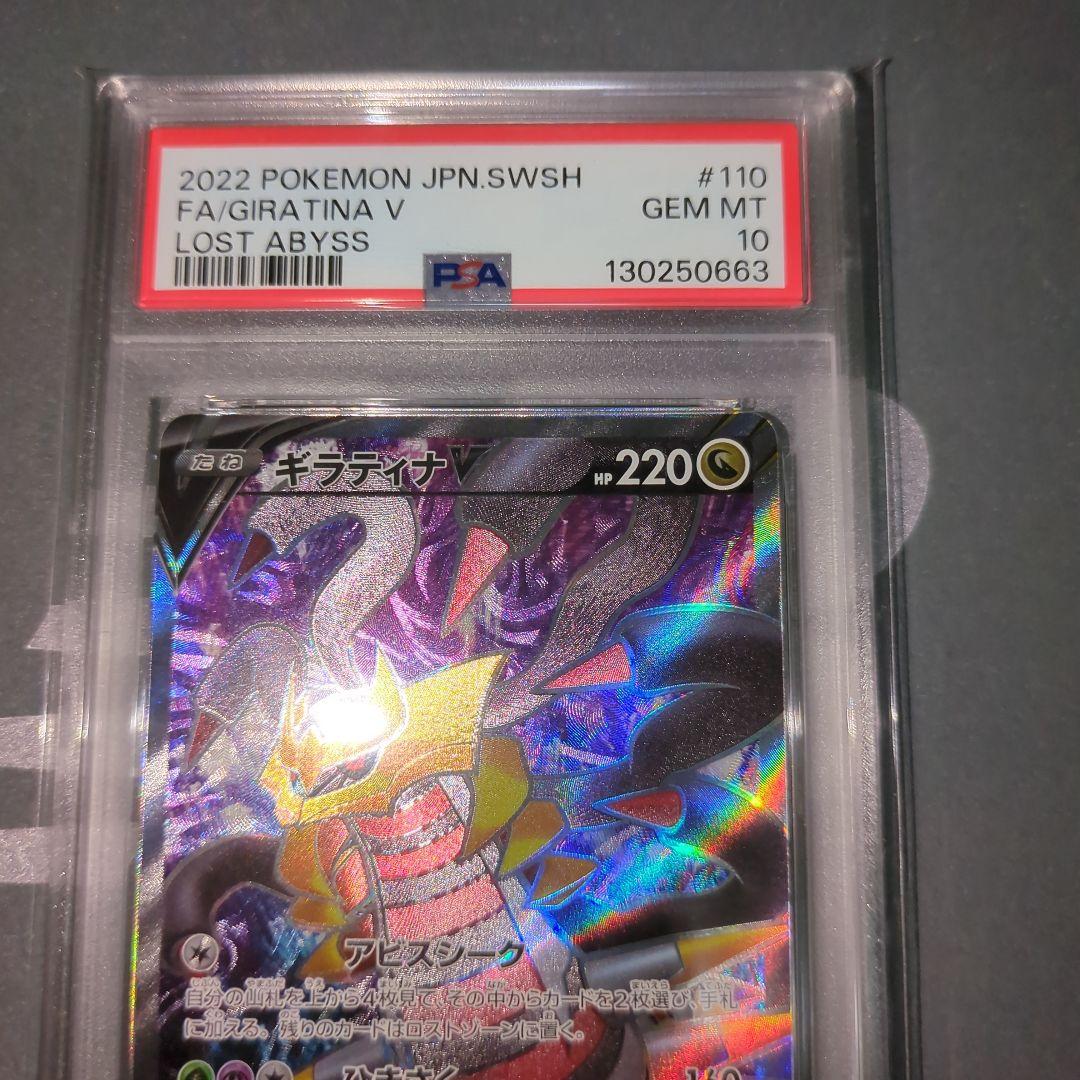 2022 POKEMON JPN.SWSH #110
FA/GIRATINA V GEM MT
LOST ABYSS 10
PSA 130250663
たね ギラティナV HP 220
アビスシーク
自分の山札を上から4枚見て、その中からカードを2枚選び、手札
に加える。残りのカードはロストゾーンに置く。